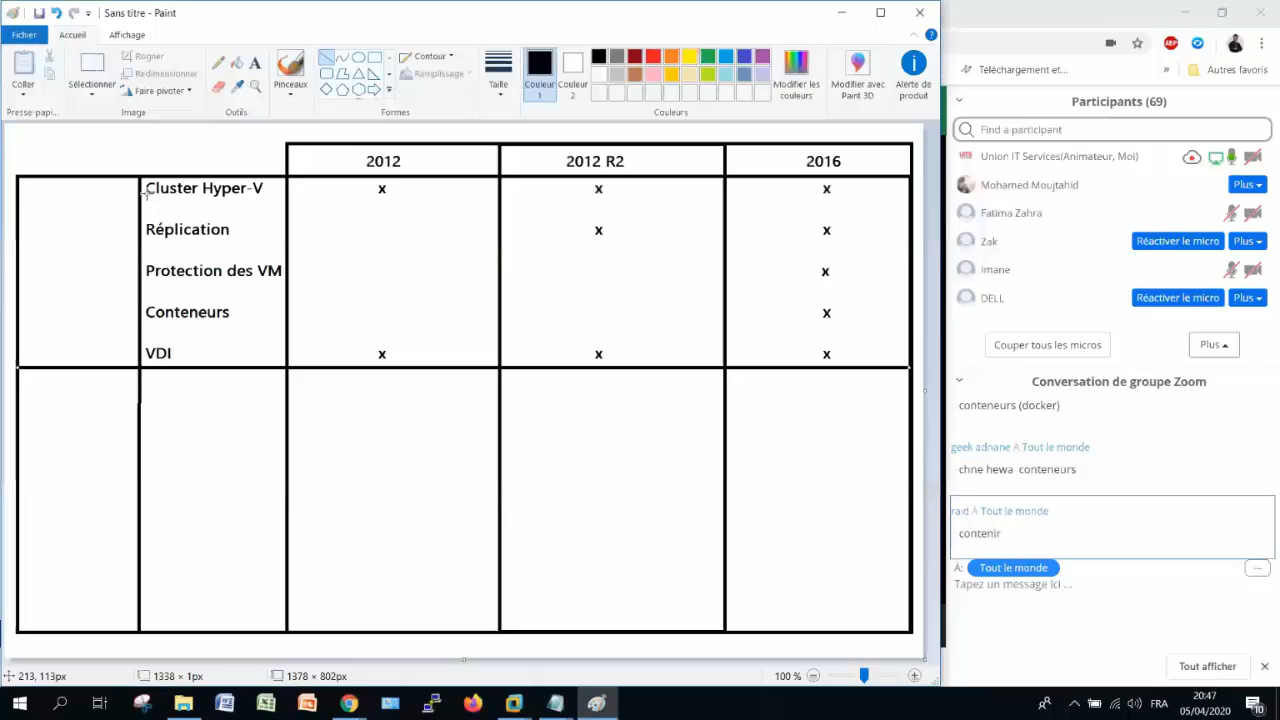 Sans titre - Paint
Fichier
Accueil
Affichage
Coller
Sélectionner
Rogner
Redimensionner
Faire pivoter
Pinceaux
Contour
Remplissage
Taille
Couleur 1
Couleur 2
Modifier les couleurs
Modifier avec Paint 3D
Alerte de produit
Presse-papi...
Image
Outils
Formes
Couleurs
2012
2012 R2
2016
Cluster Hyper-V x x x
Réplication x x
Protection des VM x
Conteneurs x
VDI x x x
213, 113px
1338 × 1px
1378 × 802px
100 %
Téléchargement et...
»
Autres favoris
Participants (69)
Find a participant
Union IT Services(Animateur, Moi)
Mohamed Moujtahid
Plus
Fatima Zahra
Zak
Réactiver le micro
Plus
Imane
DELL
Réactiver le micro
Plus
Couper tous les micros
Plus
Conversation de groupe Zoom
conteneurs (docker)
geek adnane À Tout le monde
chne hewa conteneurs
raid À Tout le monde
contenir
À: Tout le monde
...
Tapez un message ici ...
Tout afficher
FRA
20:47
05/04/2020
10